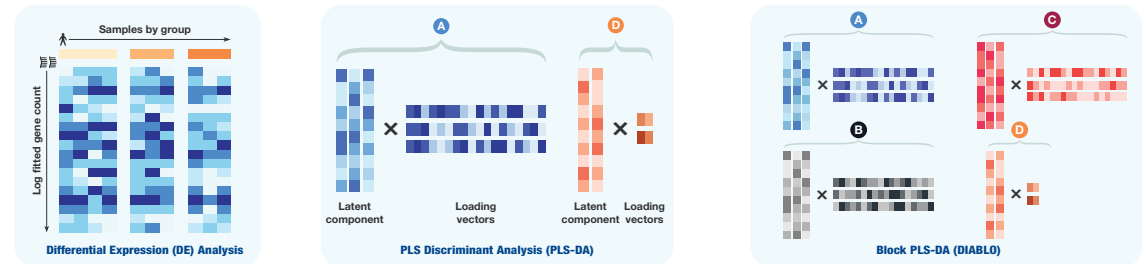 Samples by group
Log fitted gene count
Differential Expression (DE) Analysis
A
D
×
×
Latent component
Loading vectors
Latent component
Loading vectors
PLS Discriminant Analysis (PLS-DA)
A
C
×
×
B
D
×
×
Block PLS-DA (DIABLO)